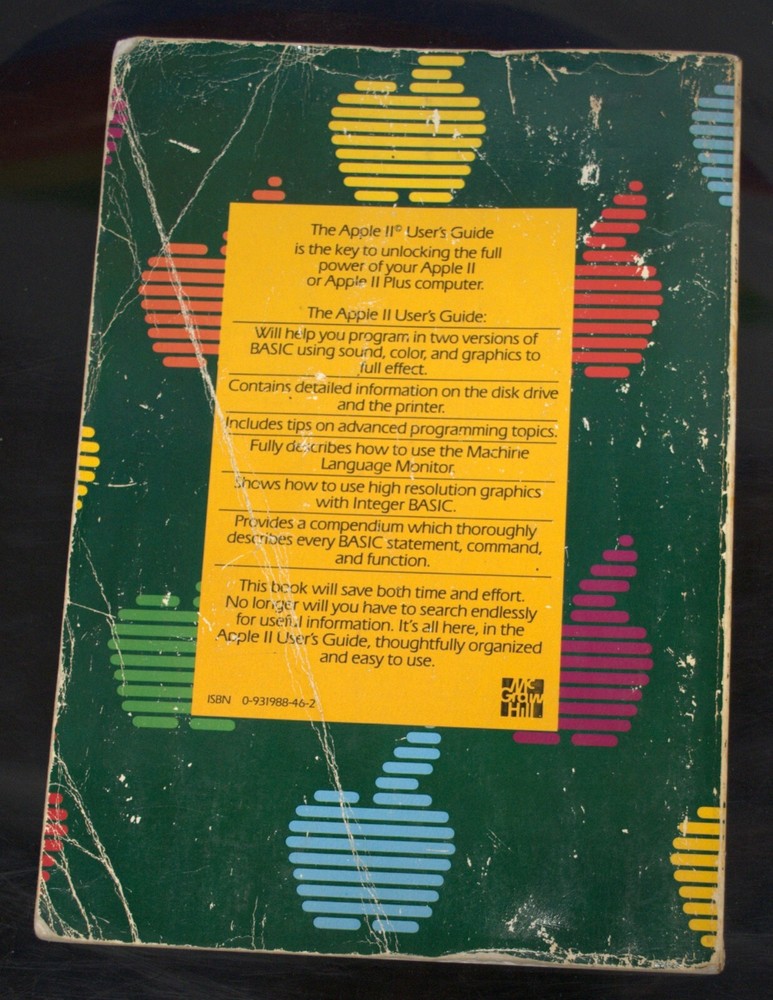 The Apple II® User's Guide
is the key to unlocking the full
power of your Apple II
or Apple II Plus computer.
The Apple II User's Guide:
Will help you program in two versions of
BASIC using sound, color, and graphics to
full effect.
Contains detailed information on the disk drive
and the printer.
Includes tips on advanced programming topics.
Fully describes how to use the Machine
Language Monitor.
Shows how to use high resolution graphics
with Integer BASIC.
Provides a compendium which thoroughly
describes every BASIC statement, command,
and function.
This book will save both time and effort.
No longer will you have to search endlessly
for useful information. It's all here, in the
Apple II User's Guide, thoughtfully organized
and easy to use.
ISBN 0-931988-46-2
Mc
Graw
Hill